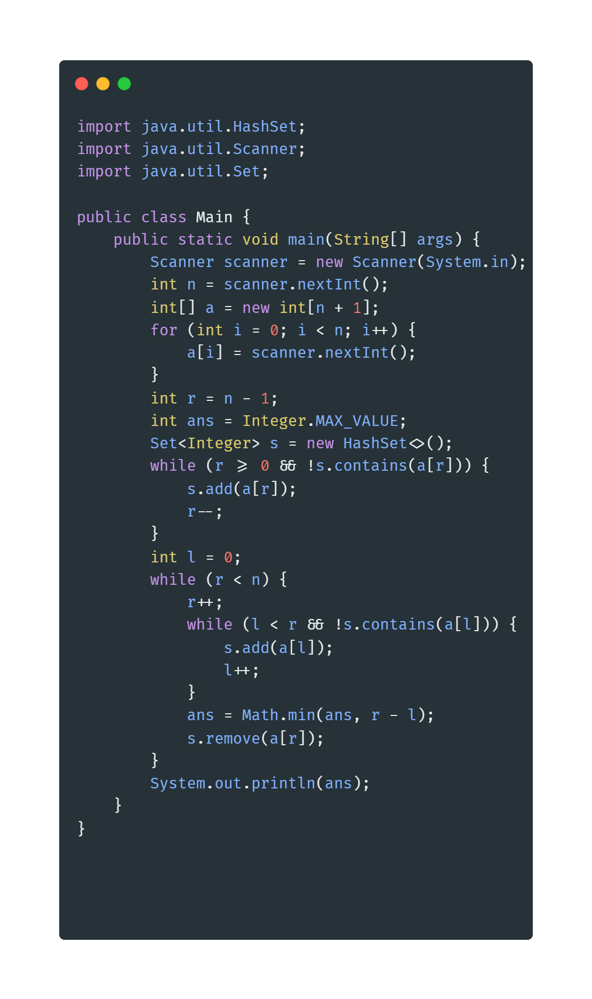 import java.util.HashSet;
import java.util.Scanner;
import java.util.Set;

public class Main {
    public static void main(String[] args) {
        Scanner scanner = new Scanner(System.in);
        int n = scanner.nextInt();
        int[] a = new int[n + 1];
        for (int i = 0; i < n; i++) {
            a[i] = scanner.nextInt();
        }
        int r = n - 1;
        int ans = Integer.MAX_VALUE;
        Set<Integer> s = new HashSet<>();
        while (r >= 0 && !s.contains(a[r])) {
            s.add(a[r]);
            r--;
        }
        int l = 0;
        while (r < n) {
            r++;
            while (l < r && !s.contains(a[l])) {
                s.add(a[l]);
                l++;
            }
            ans = Math.min(ans, r - l);
            s.remove(a[r]);
        }
        System.out.println(ans);
    }
}